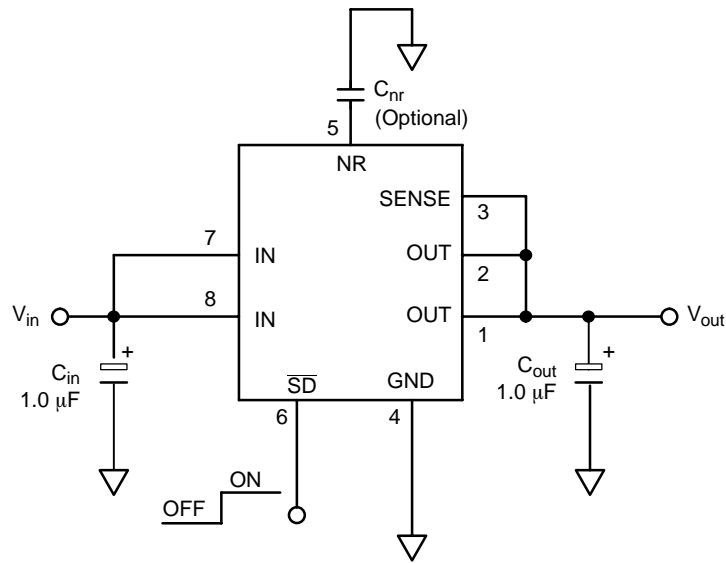 Cnr
(Optional)
5
NR
SENSE
3
7
IN
OUT
2
Vin
8
IN
OUT
1
Vout
+
Cin
1.0 μF
SD
GND
6
4
+
Cout
1.0 μF
ON
OFF